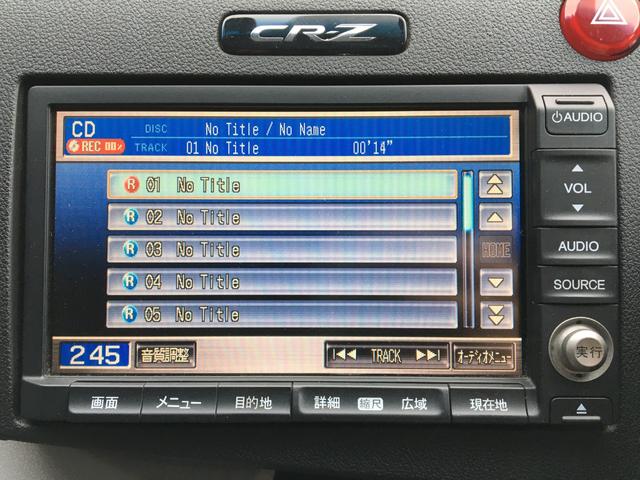 CR-Z
CD DISC No Title / No Name
REC 00% TRACK 01 No Title 00'14"
R 01 No Title
R 02 No Title
R 03 No Title
R 04 No Title
R 05 No Title
HOME
2:45 音質調整 TRACK オーディオメニュー
画面 メニュー 目的地 詳細 縮尺 広域 現在地
AUDIO
VOL
AUDIO
SOURCE
実行